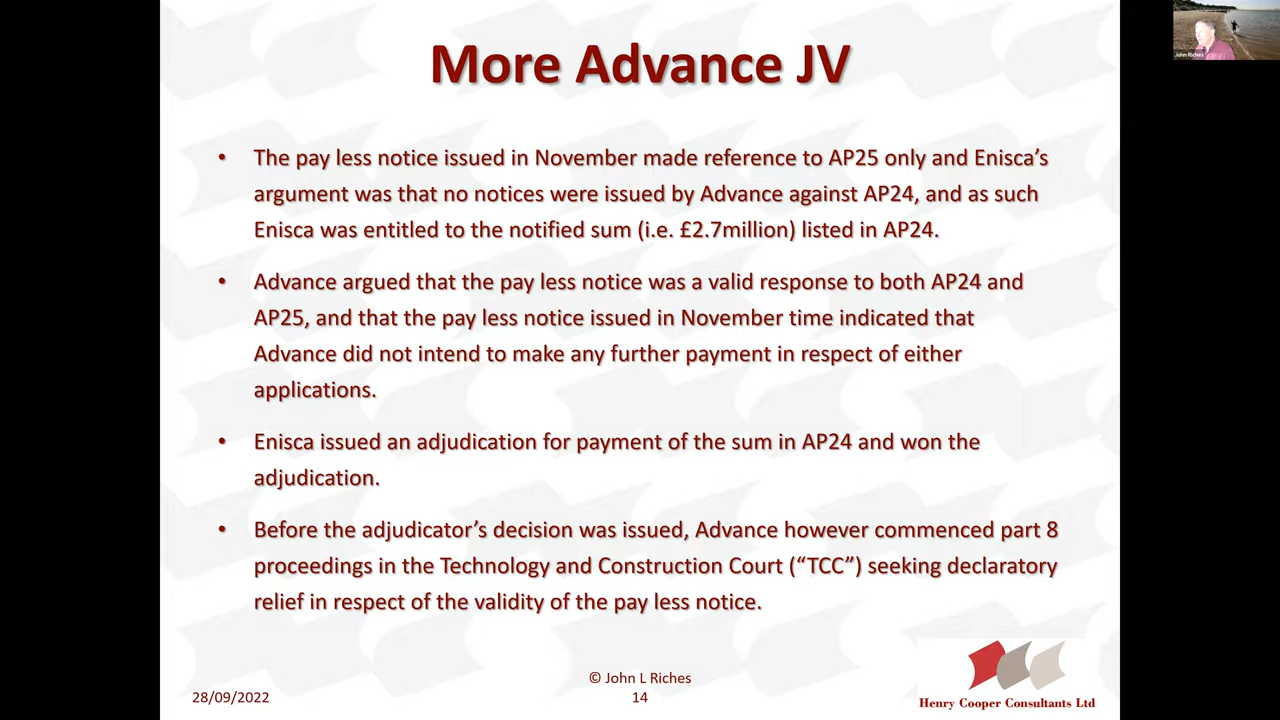 More Advance JV
John Riches
• The pay less notice issued in November made reference to AP25 only and Enisca's
argument was that no notices were issued by Advance against AP24, and as such
Enisca was entitled to the notified sum (i.e. £2.7million) listed in AP24.
• Advance argued that the pay less notice was a valid response to both AP24 and
AP25, and that the pay less notice issued in November time indicated that
Advance did not intend to make any further payment in respect of either
applications.
• Enisca issued an adjudication for payment of the sum in AP24 and won the
adjudication.
• Before the adjudicator's decision was issued, Advance however commenced part 8
proceedings in the Technology and Construction Court (“TCC”) seeking declaratory
relief in respect of the validity of the pay less notice.
© John L Riches
28/09/2022
14
Henry Cooper Consultants Ltd